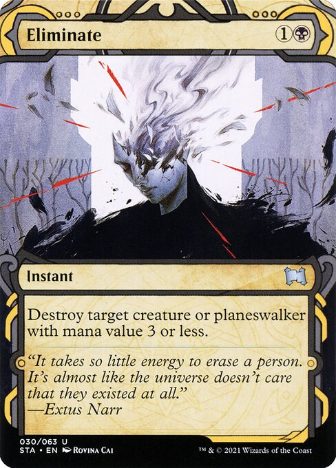 Eliminate 1
Instant
Destroy target creature or planeswalker
with mana value 3 or less.
“It takes so little energy to erase a person.
It’s almost like the universe doesn’t care
that they existed at all.”
—Extus Narr
030/063 U
STA • EN Rovina Cai
™ & © 2021 Wizards of the Coast